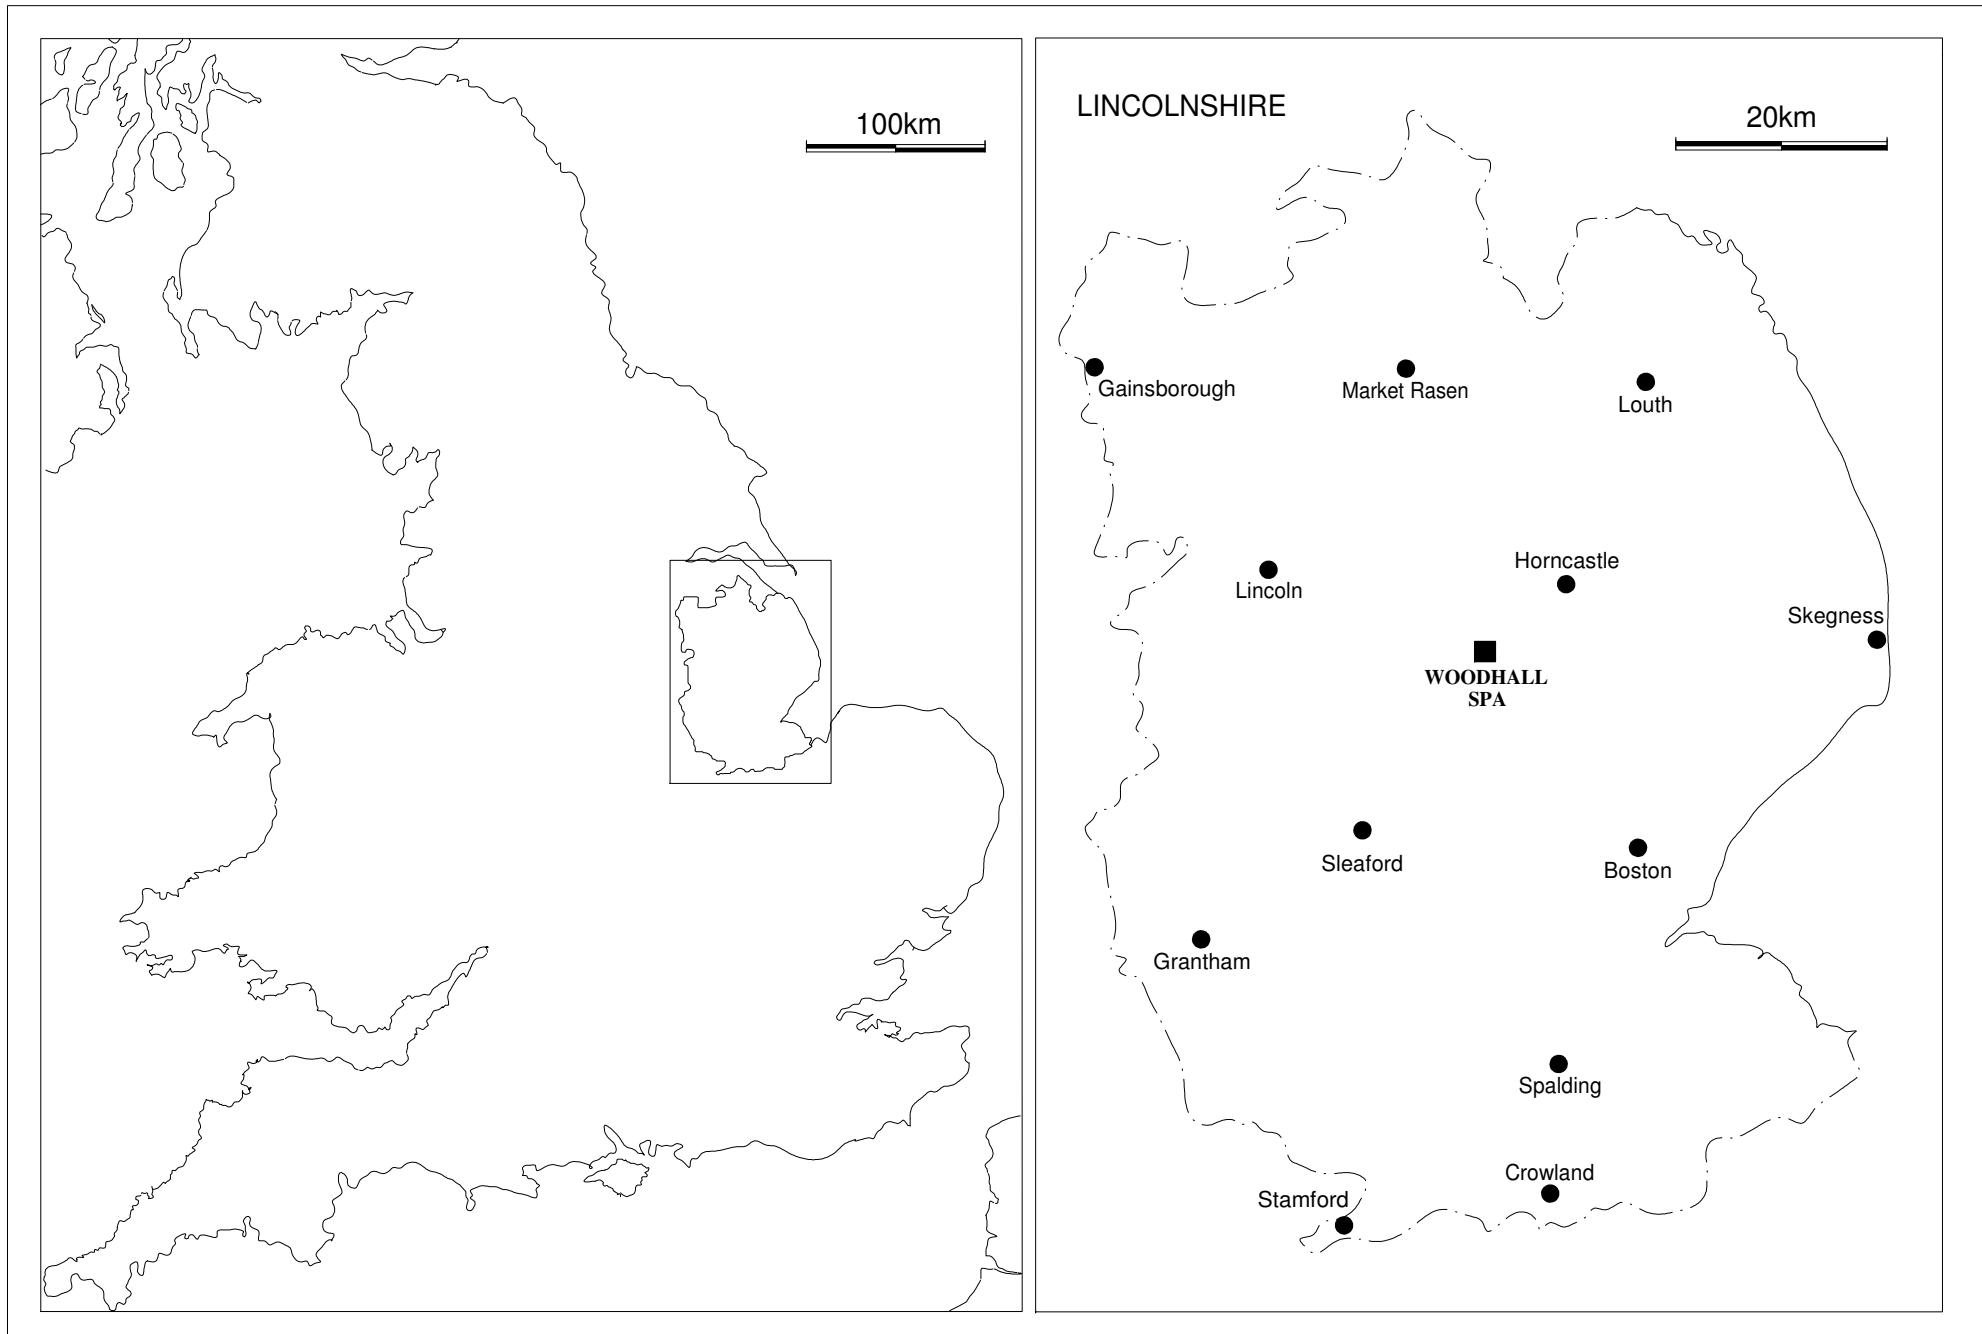 100km
LINCOLNSHIRE
20km
Gainsborough
Market Rasen
Louth
Horncastle
Lincoln
Skegness
WOODHALL
SPA
Sleaford
Boston
Grantham
Spalding
Crowland
Stamford